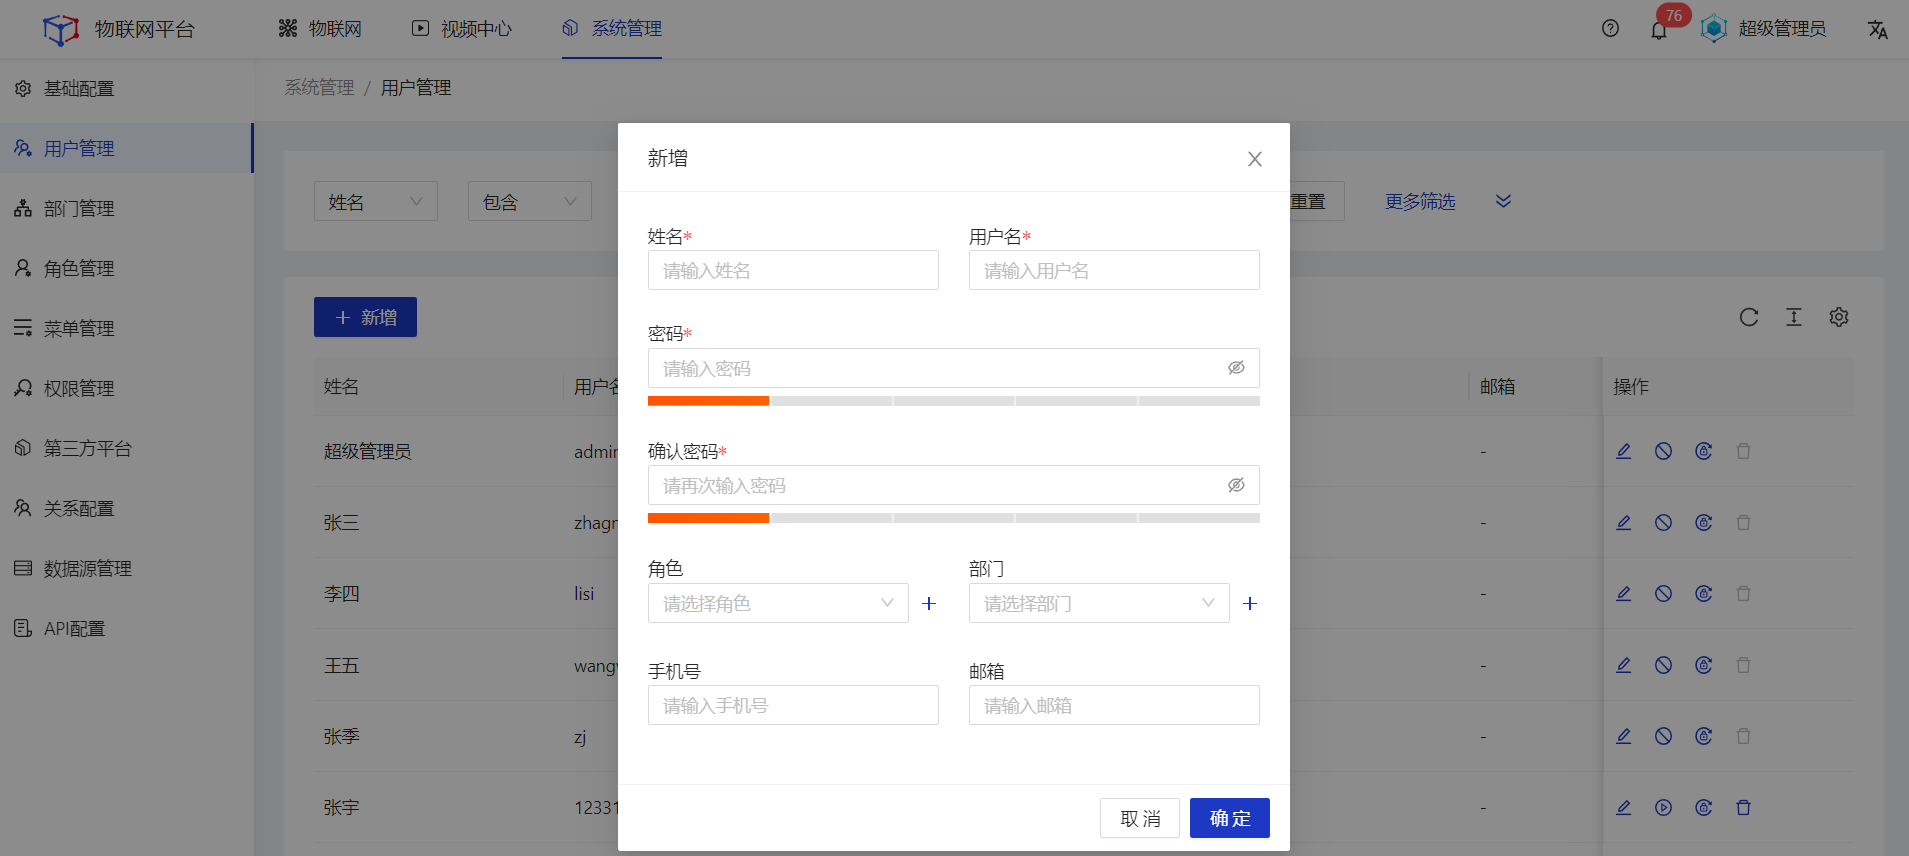 物联网平台
物联网
视频中心
系统管理
76
超级管理员
基础配置
用户管理
部门管理
角色管理
菜单管理
权限管理
第三方平台
关系配置
数据源管理
API配置
系统管理 / 用户管理
姓名
包含
重置
更多筛选
新增
姓名
用户名
邮箱
操作
超级管理员
admin
-
张三
zhagn
-
李四
lisi
-
王五
wang
-
张季
zj
-
张宇
12331
-
新增
姓名*
用户名*
请输入姓名
请输入用户名
密码*
请输入密码
确认密码*
请再次输入密码
角色
部门
请选择角色
请选择部门
手机号
邮箱
请输入手机号
请输入邮箱
取 消
确 定